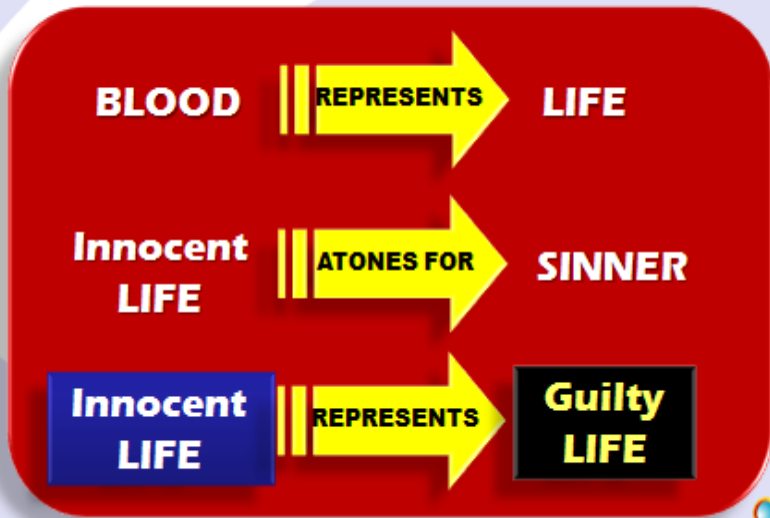 BLOOD REPRESENTS LIFE
Innocent
LIFE
ATONES FOR
SINNER
Innocent
LIFE
REPRESENTS
Guilty
LIFE